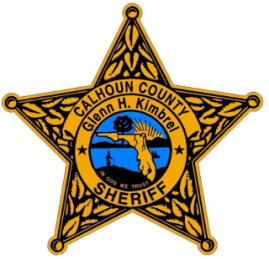 CALHOUN COUNTY
Glenn H. Kimbrel
IN GOD WE TRUST
SHERIFF